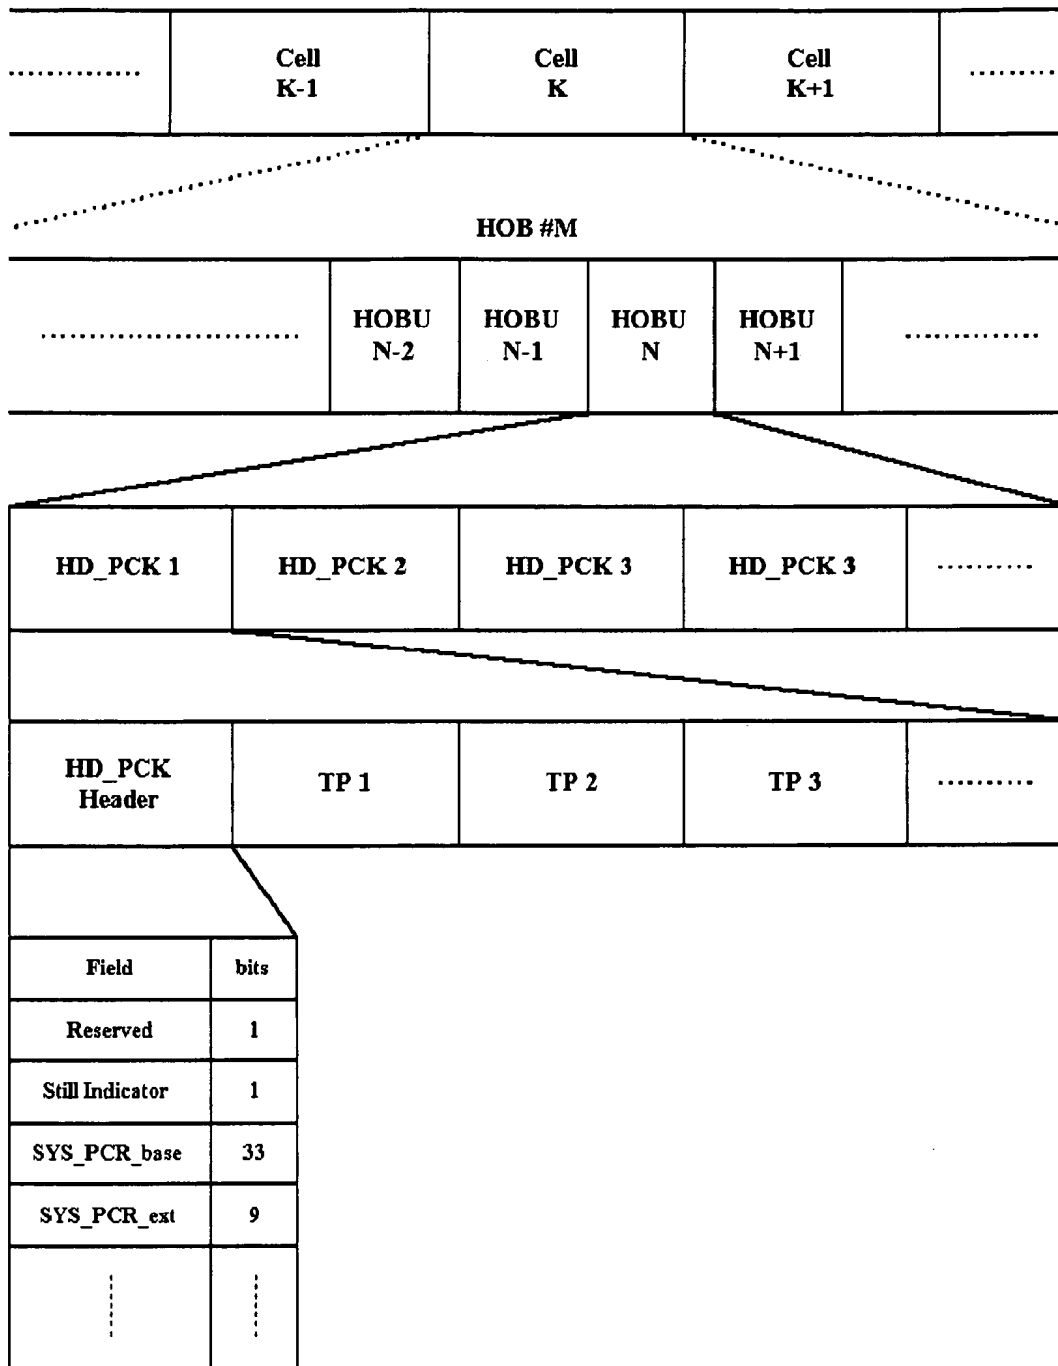 Cell
K-1
Cell
K
Cell
K+1
HOB #M
HOBU
N-2
HOBU
N-1
HOBU
N
HOBU
N+1
HD_PCK 1
HD_PCK 2
HD_PCK 3
HD_PCK 3
HD_PCK
Header
TP 1
TP 2
TP 3
Field bits
Reserved 1
Still Indicator 1
SYS_PCR_base 33
SYS_PCR_ext 9